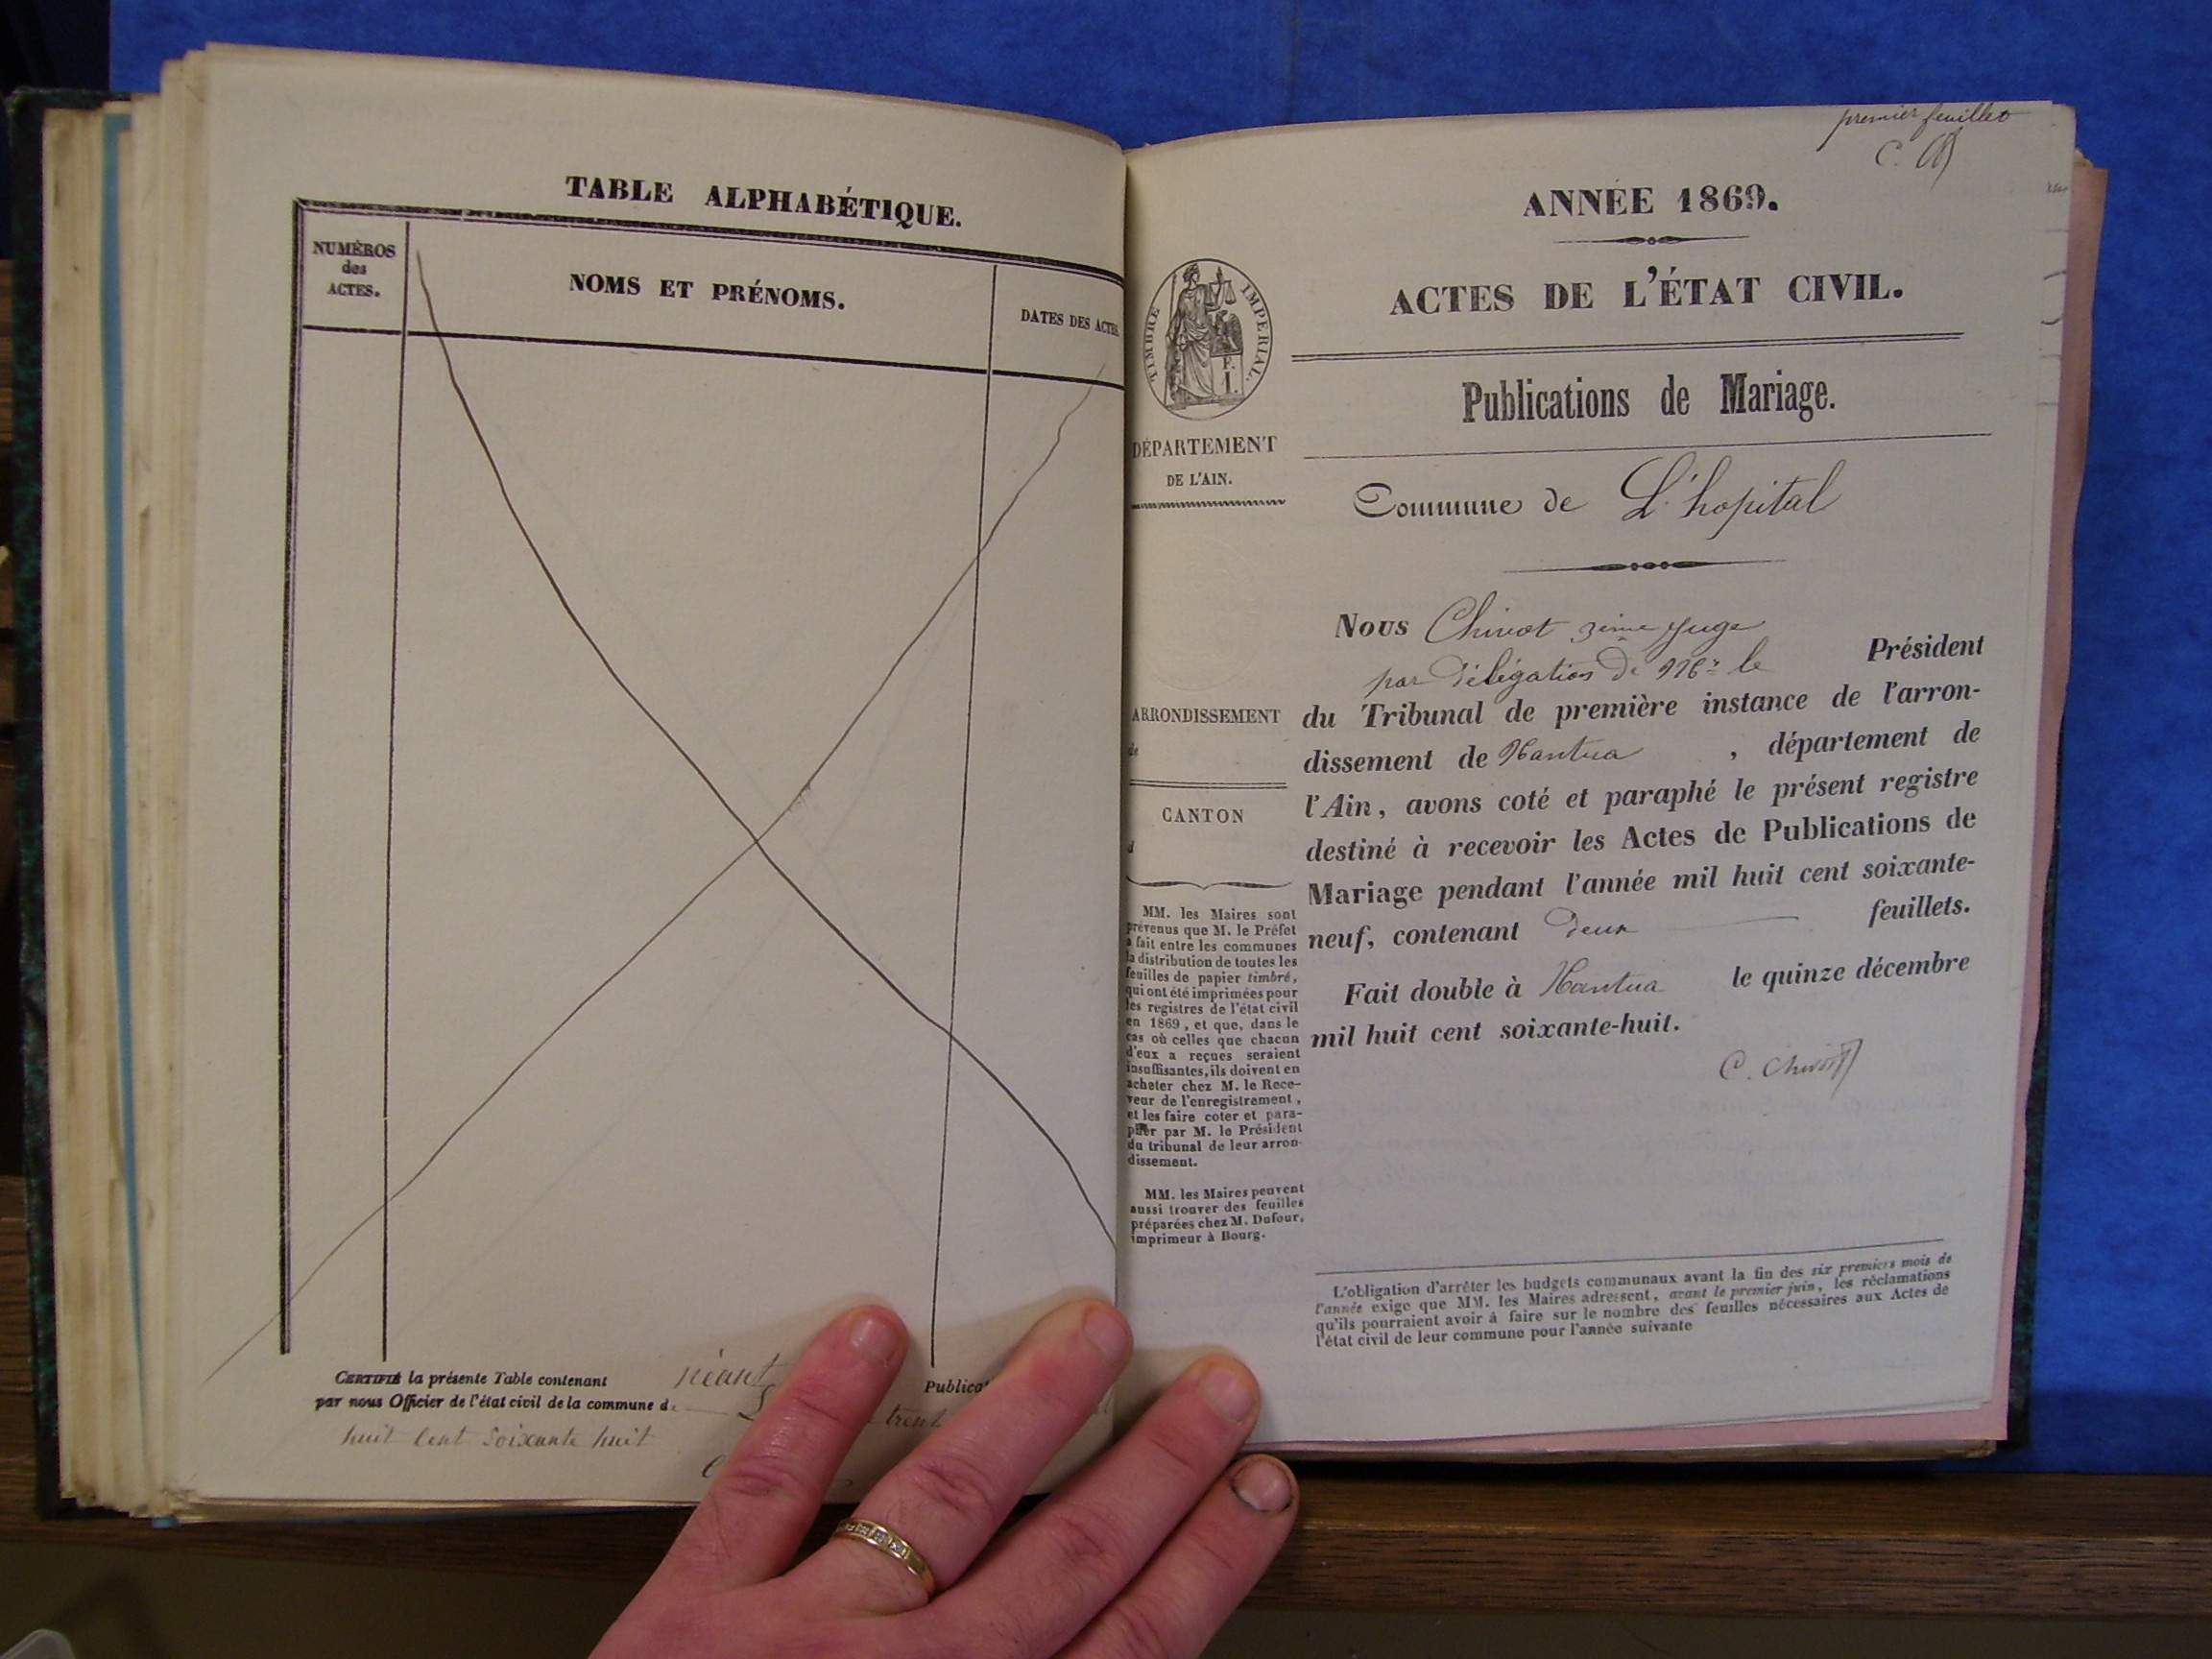 TABLE ALPHABÉTIQUE.
NUMÉROS
des
ACTES.
NOMS ET PRÉNOMS.
DATES DES ACTES
CERTIFIÉ la présente Table contenant néant Publicat
par nous Officier de l'état civil de la commune de
huit cent soixante huit
premier feuillet
ANNÉE 1869.
ACTES DE L'ÉTAT CIVIL.
TIMBRE IMPERIAL.
E.
I.
Publications de Mariage.
DÉPARTEMENT
DE L'AIN.
Commune de L'hopital
ARRONDISSEMENT
de
CANTON
d
MM. les Maires sont
prévenus que M. le Préfet
a fait entre les communes
la distribution de toutes les
feuilles de papier timbré,
qui ont été imprimées pour
les registres de l'état civil
en 1869, et que, dans le
cas où celles que chacun
d'eux a reçues seraient
insuffisantes, ils doivent en
acheter chez M. le Rece-
veur de l'enregistrement,
et les faire coter et para-
pher par M. le Président
du tribunal de leur arron-
dissement.
MM. les Maires peuvent
aussi trouver des feuilles
préparées chez M. Dufour,
imprimeur à Bourg.
Nous Chivot 3ème Juge
par délégation de Mr le Président
du Tribunal de première instance de l'arron-
dissement de Nantua , département de
l'Ain, avons coté et paraphé le présent registre
destiné à recevoir les Actes de Publications de
Mariage pendant l'année mil huit cent soixante-
neuf, contenant deux feuillets.
Fait double à Nantua le quinze décembre
mil huit cent soixante-huit.
C. Chivot
L'obligation d'arrêter les budgets communaux avant la fin des six premiers mois de
l'année exige que MM. les Maires adressent, avant le premier juin, les réclamations
qu'ils pourraient avoir à faire sur le nombre des feuilles nécessaires aux Actes de
l'état civil de leur commune pour l'année suivante